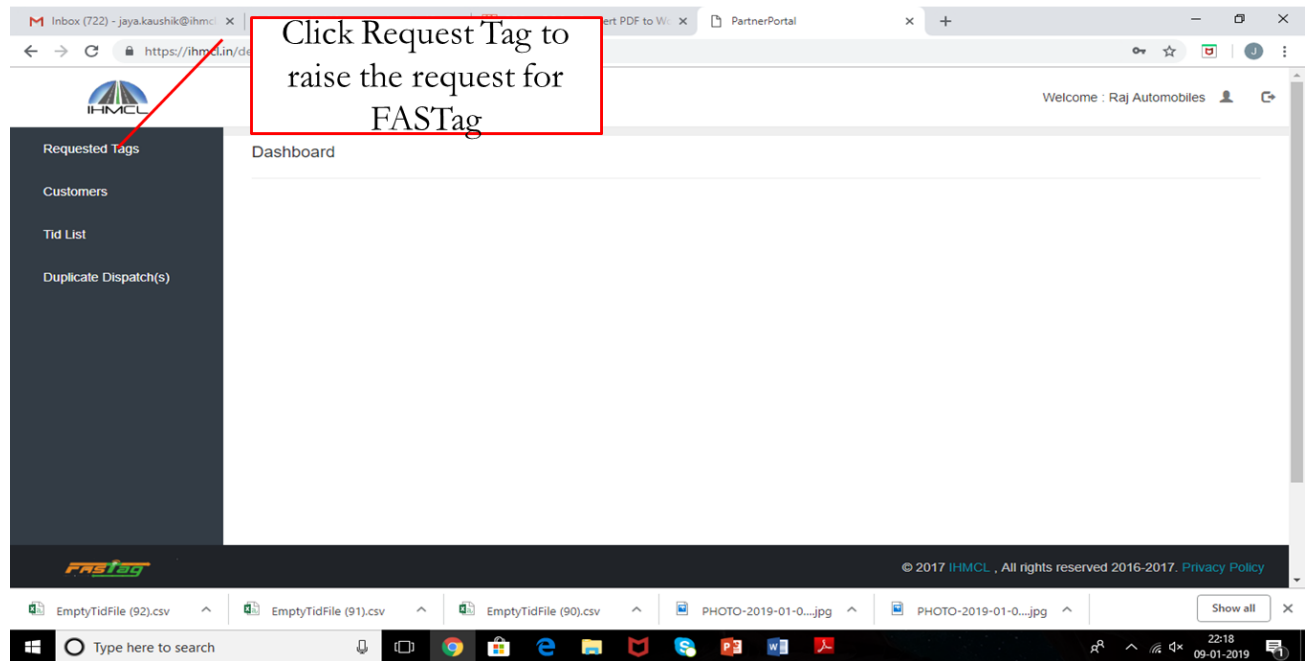 Inbox (722) - jaya.kaushik@ihmcl
ert PDF to Wo
PartnerPortal
https://ihmcl.in/de
Click Request Tag to
raise the request for
FASTag
IHMCL
Welcome : Raj Automobiles
Requested Tags
Dashboard
Customers
Tid List
Duplicate Dispatch(s)
FASTag
© 2017 IHMCL , All rights reserved 2016-2017. Privacy Policy
EmptyTidFile (92).csv
EmptyTidFile (91).csv
EmptyTidFile (90).csv
PHOTO-2019-01-0....jpg
PHOTO-2019-01-0....jpg
Show all
Type here to search
22:18
09-01-2019